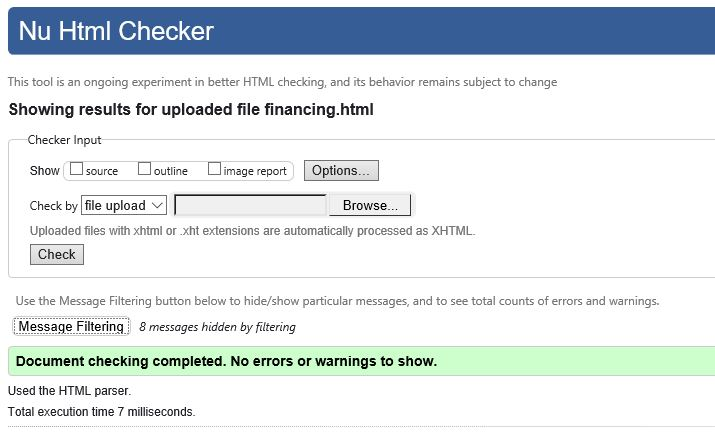 Nu Html Checker
This tool is an ongoing experiment in better HTML checking, and its behavior remains subject to change
Showing results for uploaded file financing.html
Checker Input
Show source outline image report Options...
Check by file upload Browse...
Uploaded files with xhtml or .xht extensions are automatically processed as XHTML.
Check
Use the Message Filtering button below to hide/show particular messages, and to see total counts of errors and warnings.
Message Filtering 8 messages hidden by filtering
Document checking completed. No errors or warnings to show.
Used the HTML parser.
Total execution time 7 milliseconds.